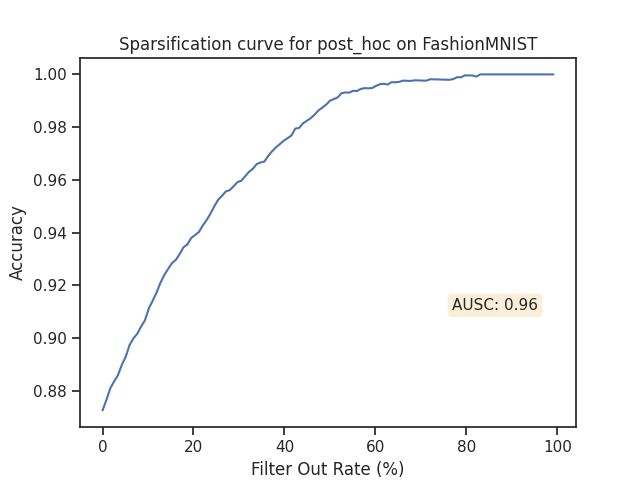 Sparsification curve for post_hoc on FashionMNIST
1.00
0.98
0.96
0.94
0.92
0.90
0.88
Accuracy
AUSC: 0.96
0 20 40 60 80 100
Filter Out Rate (%)